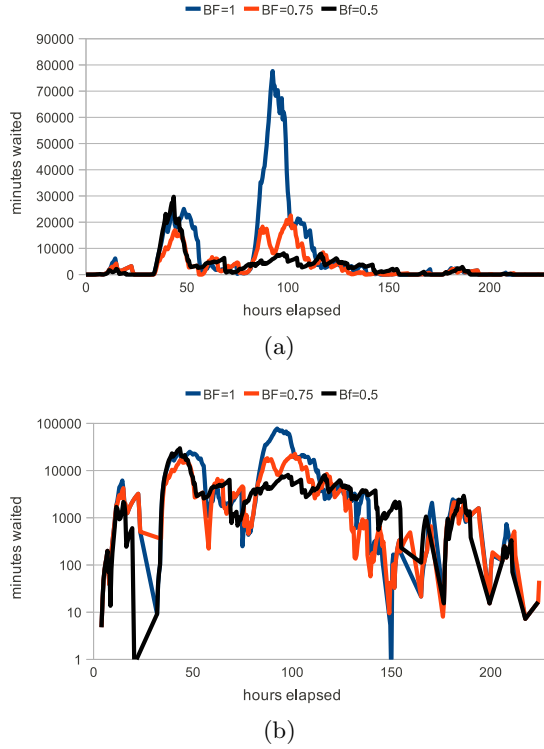 BF=1 BF=0.75 Bf=0.5
90000
80000
70000
60000
50000
40000
30000
20000
10000
0
minutes waited
0 50 100 150 200
hours elapsed
(a)
BF=1 BF=0.75 Bf=0.5
100000
10000
1000
100
10
1
minutes waited
0 50 100 150 200
hours elapsed
(b)